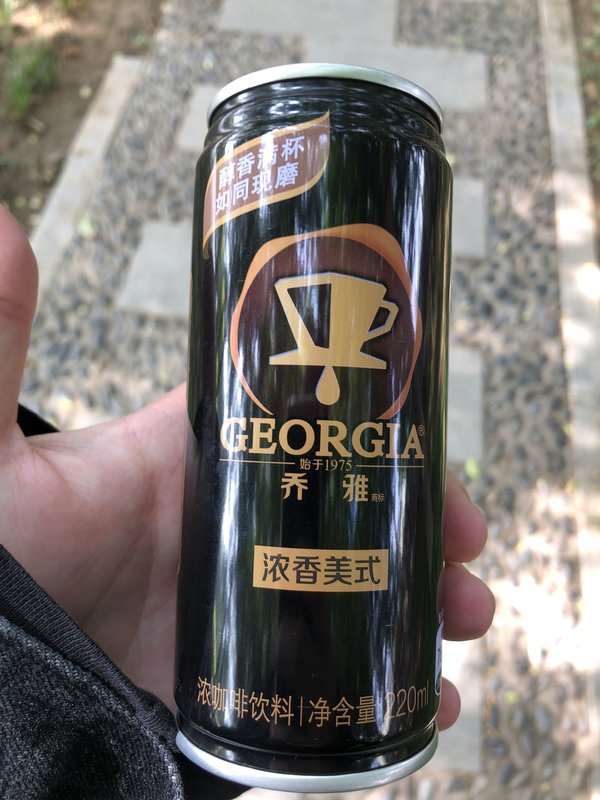 醇香满杯
如同现磨
GEORGIA®
始于1975
乔雅商标
浓香美式
浓咖啡饮料|净含量 220ml